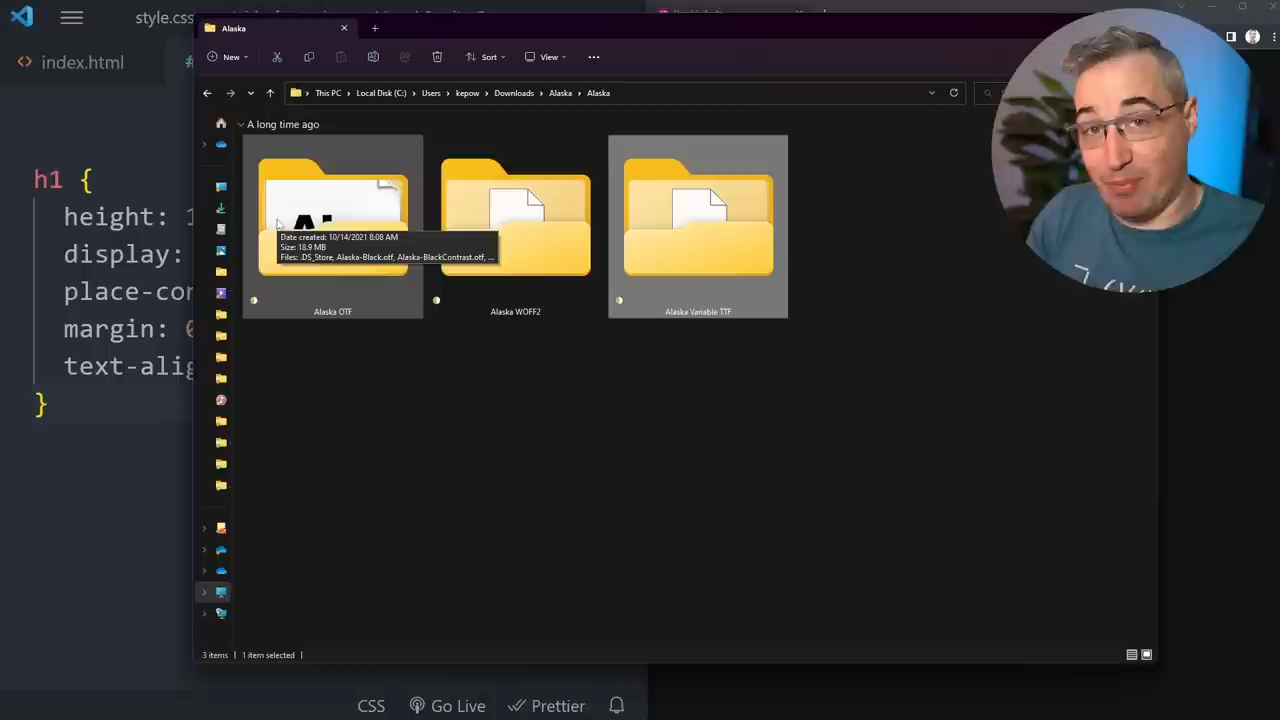 style.css
index.html
#
h1 {
height: 1
display:
place-con
margin: 0
text-alig
}
Alaska
New
Sort
View
This PC > Local Disk (C:) > Users > kepow > Downloads > Alaska > Alaska
A long time ago
Al
Date created: 10/14/2021 8:08 AM
Size: 18.9 MB
Files: .DS_Store, Alaska-Black.otf, Alaska-BlackContrast.otf, ...
Alaska OTF
Alaska WOFF2
Alaska Variable TTF
3 items
1 item selected
CSS
Go Live
Prettier